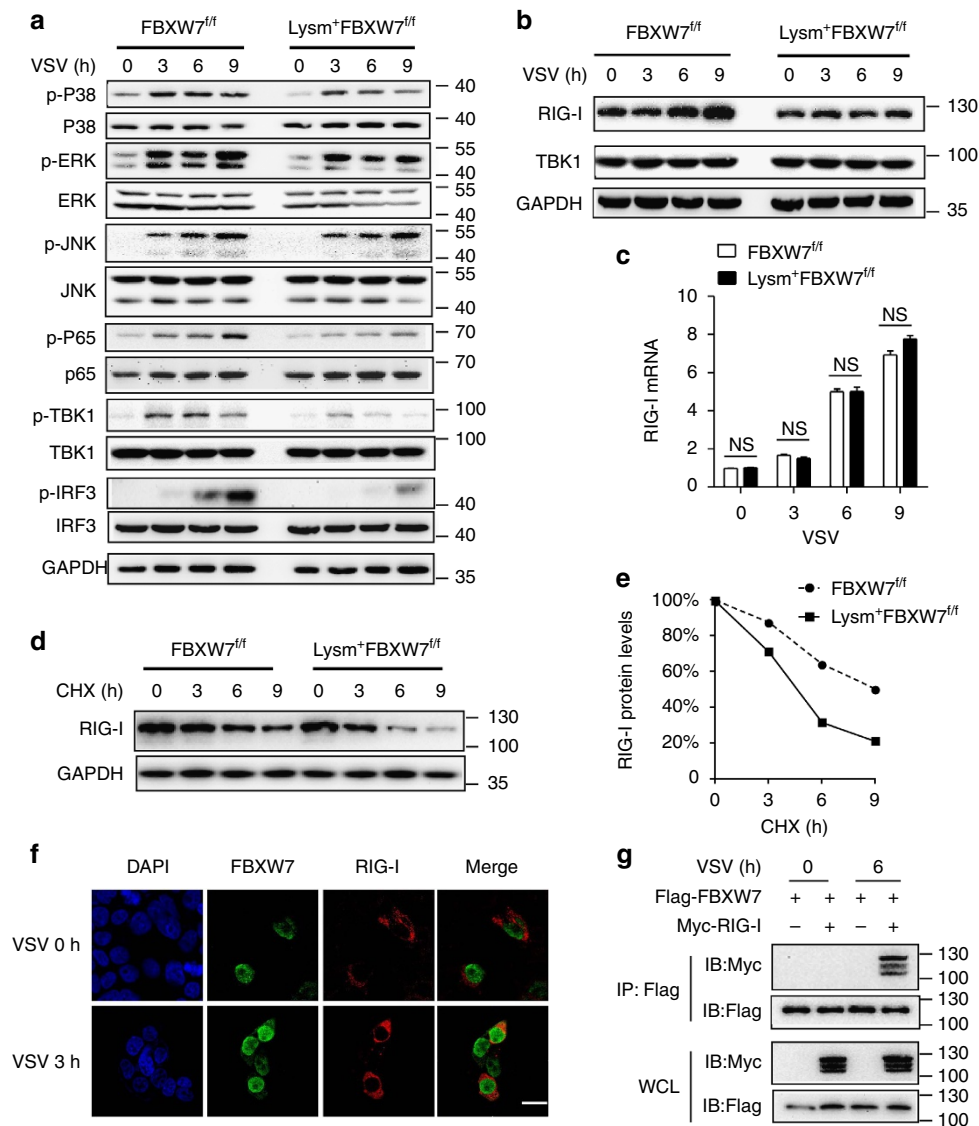 a
FBXW7f/f Lysm+FBXW7f/f
VSV (h) 0 3 6 9 0 3 6 9
p-P38 40
P38 40
p-ERK 55
40
ERK 55
40
p-JNK 55
40
JNK 55
40
p-P65 70
p65 70
p-TBK1 100
TBK1 100
p-IRF3 40
IRF3 40
GAPDH 35
b
FBXW7f/f Lysm+FBXW7f/f
VSV (h) 0 3 6 9 0 3 6 9
RIG-I 130
TBK1 100
GAPDH 35
c
FBXW7f/f
Lysm+FBXW7f/f
RIG-I mRNA
10
8
6
4
2
0
NS NS NS NS
0 3 6 9
VSV
d
FBXW7f/f Lysm+FBXW7f/f
CHX (h) 0 3 6 9 0 3 6 9
RIG-I 130
100
GAPDH 35
e
FBXW7f/f
Lysm+FBXW7f/f
RIG-I protein levels
100%
80%
60%
40%
20%
0
0 3 6 9
CHX (h)
f
DAPI FBXW7 RIG-I Merge
VSV 0 h
VSV 3 h
g
VSV (h) 0 6
Flag-FBXW7 + + + +
Myc-RIG-I – + – +
IP: Flag
IB:Myc 130
100
IB:Flag 130
100
WCL
IB:Myc 130
100
IB:Flag 130
100